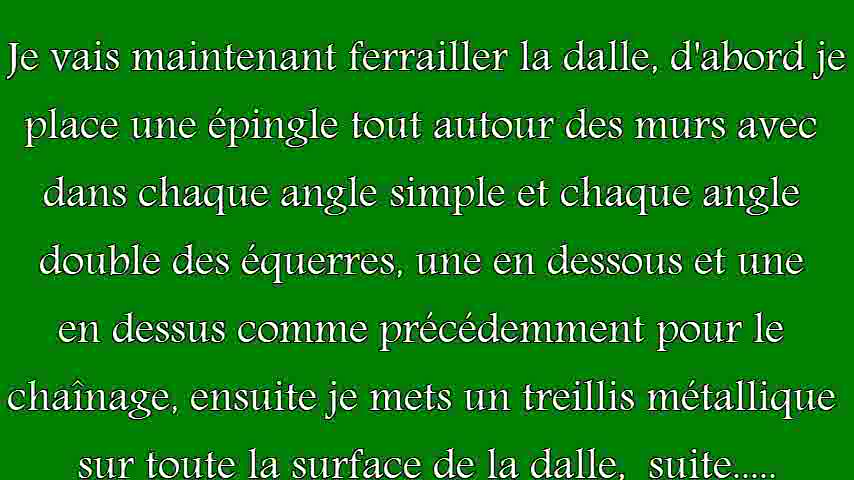 Je vais maintenant ferrailler la dalle, d'abord je
place une épingle tout autour des murs avec
dans chaque angle simple et chaque angle
double des équerres, une en dessous et une
en dessus comme précédemment pour le
chaînage, ensuite je mets un treillis métallique
sur toute la surface de la dalle,  suite.....